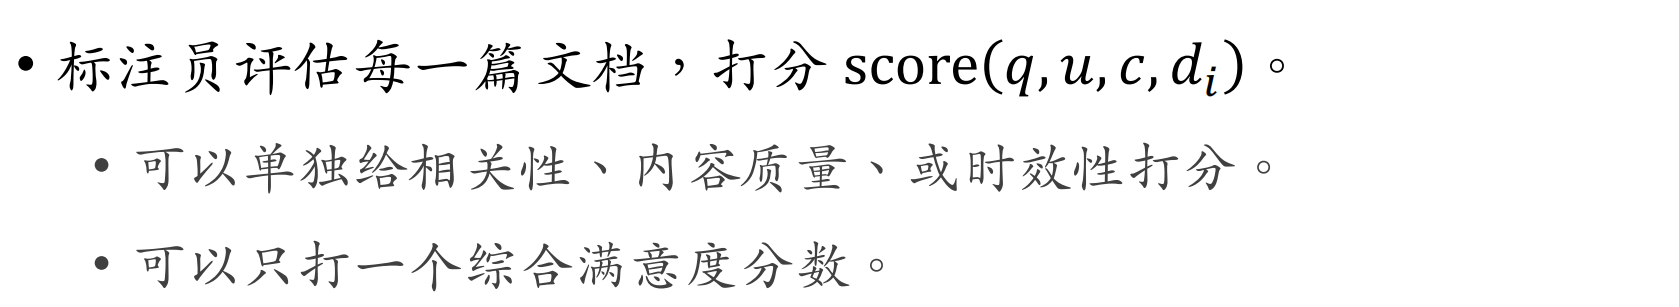 • 标注员评估每一篇文档，打分 score(q, u, c, dᵢ)。
• 可以单独给相关性、内容质量、或时效性打分。
• 可以只打一个综合满意度分数。